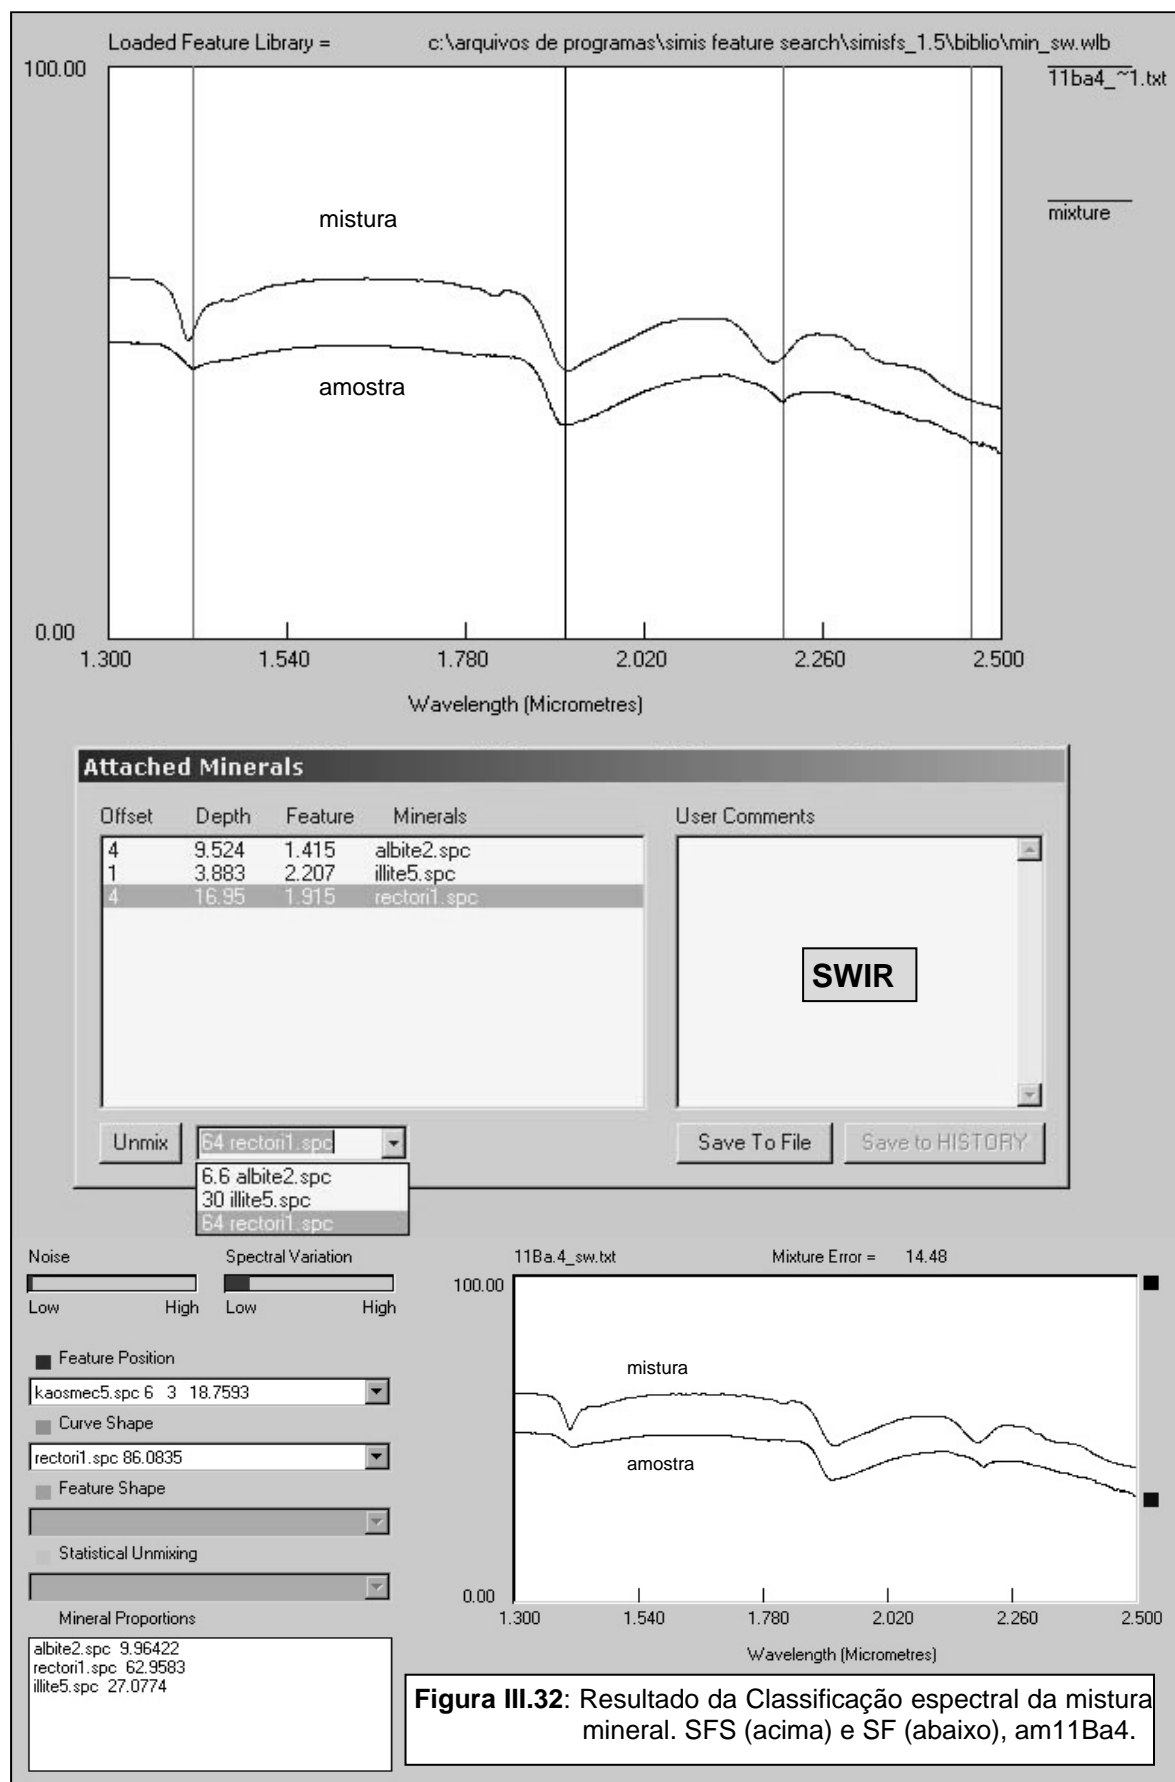 Loaded Feature Library = c:\arquivos de programas\simis feature search\simisfs_1.5\biblio\min_sw.wlb
100.00
11ba4_~1.txt
mistura
mixture
amostra
0.00
1.300 1.540 1.780 2.020 2.260 2.500
Wavelength (Micrometres)
Attached Minerals
Offset Depth Feature Minerals
4 9.524 1.415 albite2.spc
1 3.883 2.207 illite5.spc
4 16.95 1.915 rectori1.spc
User Comments
SWIR
Unmix
64 rectori1.spc
6.6 albite2.spc
30 illite5.spc
64 rectori1.spc
Save To File
Save to HISTORY
Noise
Low High
Spectral Variation
Low High
Feature Position
kaosmec5.spc 6 3 18.7593
Curve Shape
rectori1.spc 86.0835
Feature Shape
Statistical Unmixing
Mineral Proportions
albite2.spc 9.96422
rectori1.spc 62.9583
illite5.spc 27.0774
11Ba.4_sw.txt Mixture Error = 14.48
100.00
mistura
amostra
0.00
1.300 1.540 1.780 2.020 2.260 2.500
Wavelength (Micrometres)
Figura III.32: Resultado da Classificação espectral da mistura
mineral. SFS (acima) e SF (abaixo), am11Ba4.